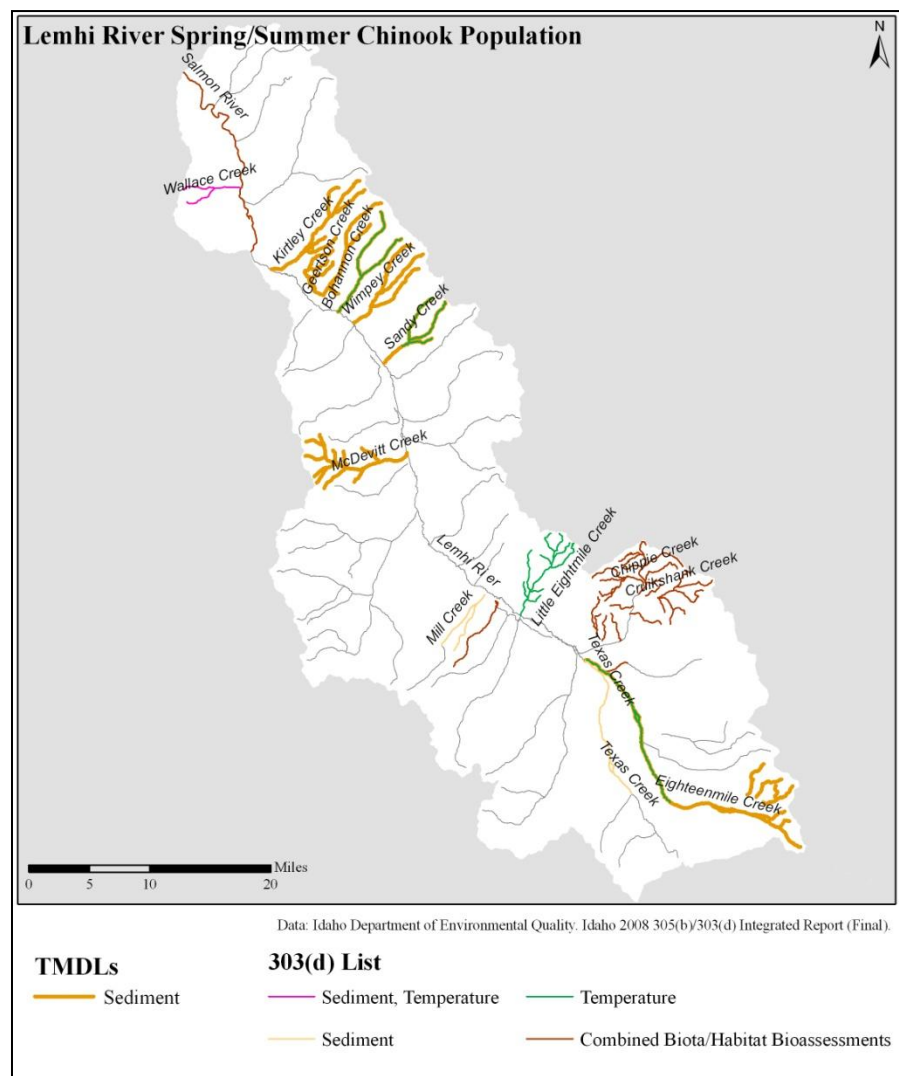 Lemhi River Spring/Summer Chinook Population
N
Salmon River
Wallace Creek
Kirtley Creek
Geertson Creek
Bohannon Creek
Wimpey Creek
Sandy Creek
McDevitt Creek
Lemhi River
Little Eightmile Creek
Chipple Creek
Cruikshank Creek
Mill Creek
Texas Creek
Texas Creek
Eighteenmile Creek
Miles
0 5 10 20
Data: Idaho Department of Environmental Quality. Idaho 2008 305(b)/303(d) Integrated Report (Final).
TMDLs
Sediment
303(d) List
Sediment, Temperature
Temperature
Sediment
Combined Biota/Habitat Bioassessments